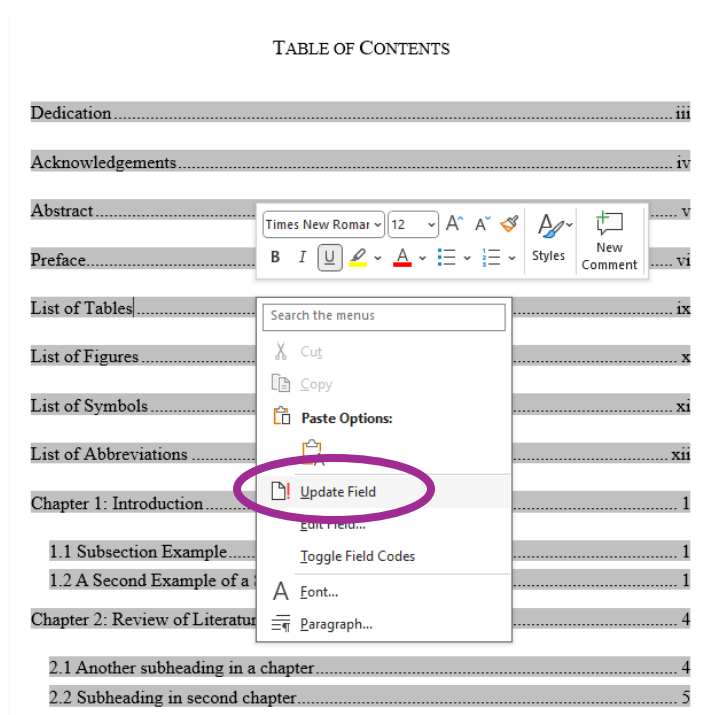 TABLE OF CONTENTS
Dedication iii
Acknowledgements iv
Abstract v
Times New Roman 12 A A Styles New Comment
B I U A
Preface vi
List of Tables ix
Search the menus
Cut
List of Figures x
Copy
List of Symbols xi
Paste Options:
List of Abbreviations xii
Update Field
Chapter 1: Introduction 1
Edit Field...
1.1 Subsection Example 1
Toggle Field Codes
1.2 A Second Example of a 1
Font...
Chapter 2: Review of Literatur 4
Paragraph...
2.1 Another subheading in a chapter 4
2.2 Subheading in second chapter 5